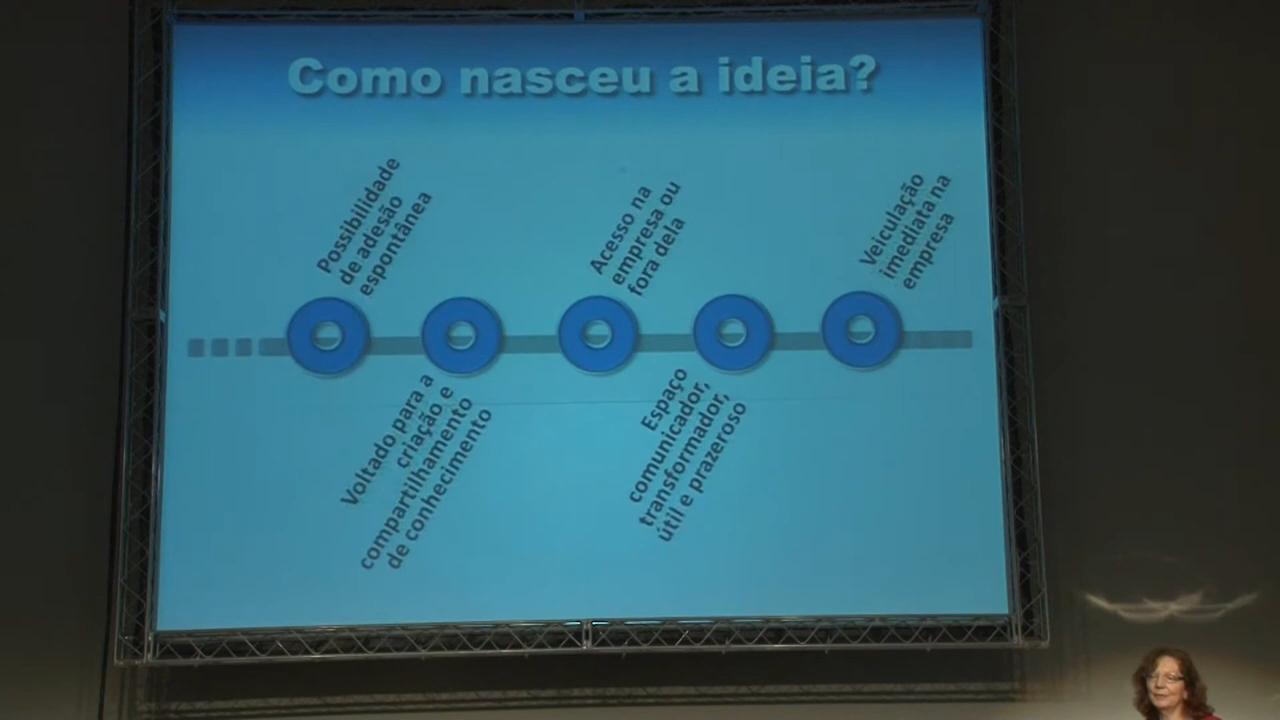 Como nasceu a ideia?
Possibilidade
de adesão
espontânea
Voltado para a
criação e
compartilhamento
de conhecimento
Acesso na
empresa ou
fora dela
Espaço
comunicador,
transformador,
útil e prazeroso
Veiculação
imediata na
empresa